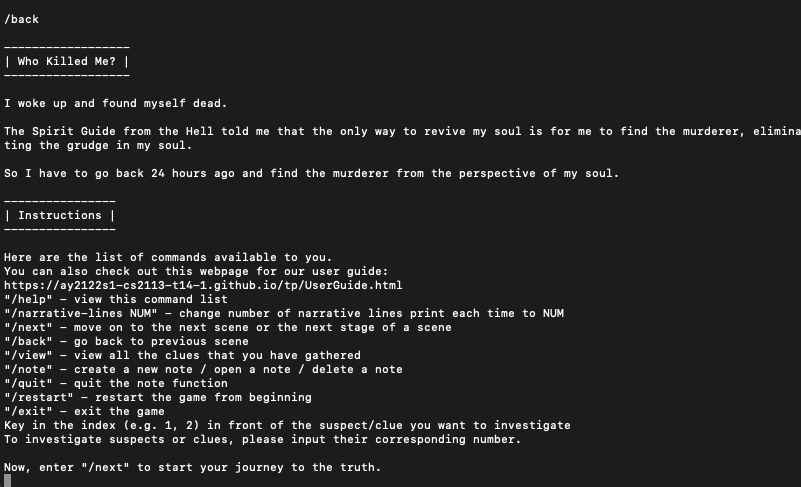 /back
------------------
| Who Killed Me? |
------------------
I woke up and found myself dead.
The Spirit Guide from the Hell told me that the only way to revive my soul is for me to find the murderer, elimina
ting the grudge in my soul.
So I have to go back 24 hours ago and find the murderer from the perspective of my soul.
----------------
| Instructions |
----------------
Here are the list of commands available to you.
You can also check out this webpage for our user guide:
https://ay2122s1-cs2113-t14-1.github.io/tp/UserGuide.html
"/help" – view this command list
"/narrative-lines NUM" – change number of narrative lines print each time to NUM
"/next" – move on to the next scene or the next stage of a scene
"/back" – go back to previous scene
"/view" – view all the clues that you have gathered
"/note" – create a new note / open a note / delete a note
"/quit" – quit the note function
"/restart" – restart the game from beginning
"/exit" – exit the game
Key in the index (e.g. 1, 2) in front of the suspect/clue you want to investigate
To investigate suspects or clues, please input their corresponding number.
Now, enter "/next" to start your journey to the truth.